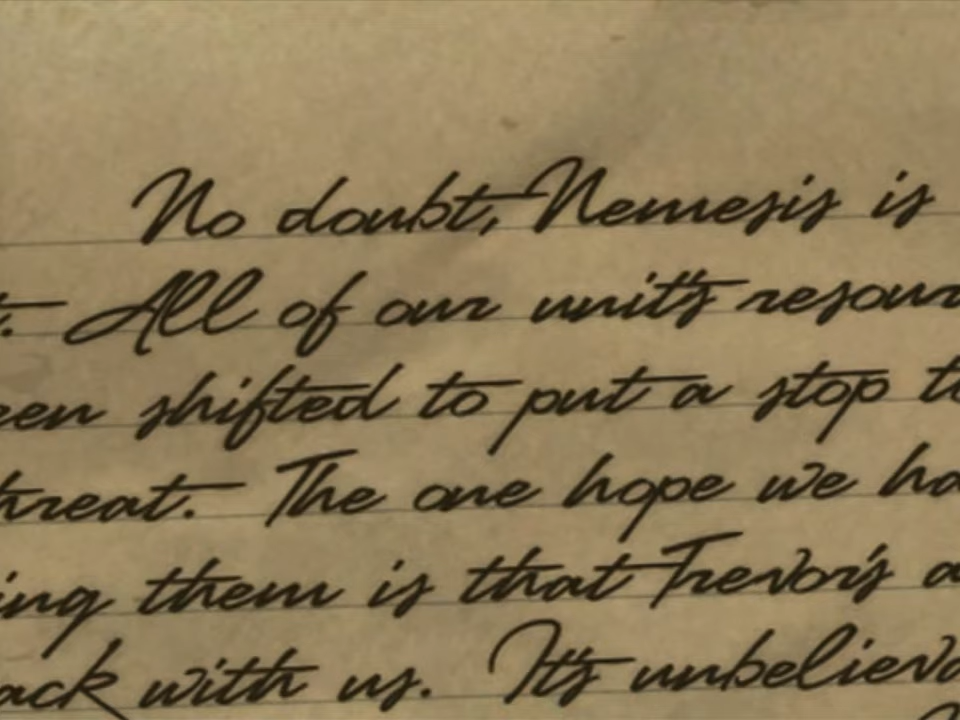 No doubt, Nemesis is
t. All of our unit's resour
een shifted to put a stop to
hreat. The one hope we ha
ing them is that Trevor's a
ack with us. It's unbelieva